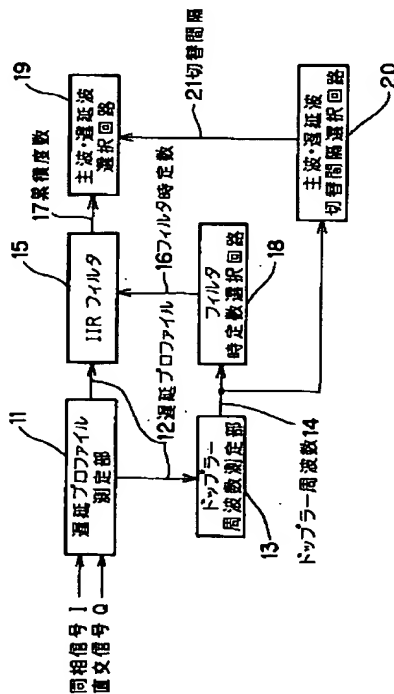 同相信号 I
直交信号 Q
11
遅延プロファイル
測定部
12遅延プロファイル
13
ドップラー
周波数測定部
ドップラー周波数14
15
IIR フィルタ
16フィルタ時定数
17累積度数
18
フィルタ
時定数選択回路
19
主波・遅延波
選択回路
20
主波・遅延波
切替間隔選択回路
21切替間隔